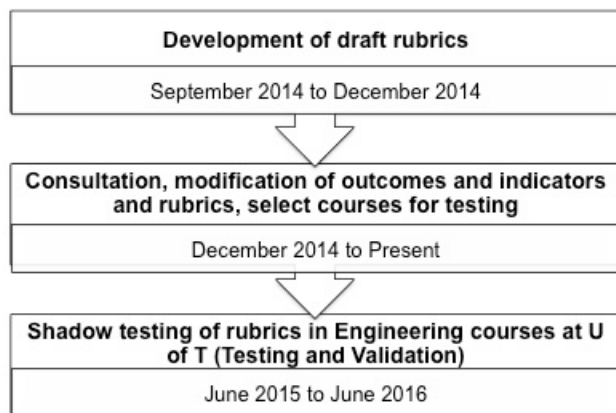 Development of draft rubrics
September 2014 to December 2014
Consultation, modification of outcomes and indicators
and rubrics, select courses for testing
December 2014 to Present
Shadow testing of rubrics in Engineering courses at U
of T (Testing and Validation)
June 2015 to June 2016